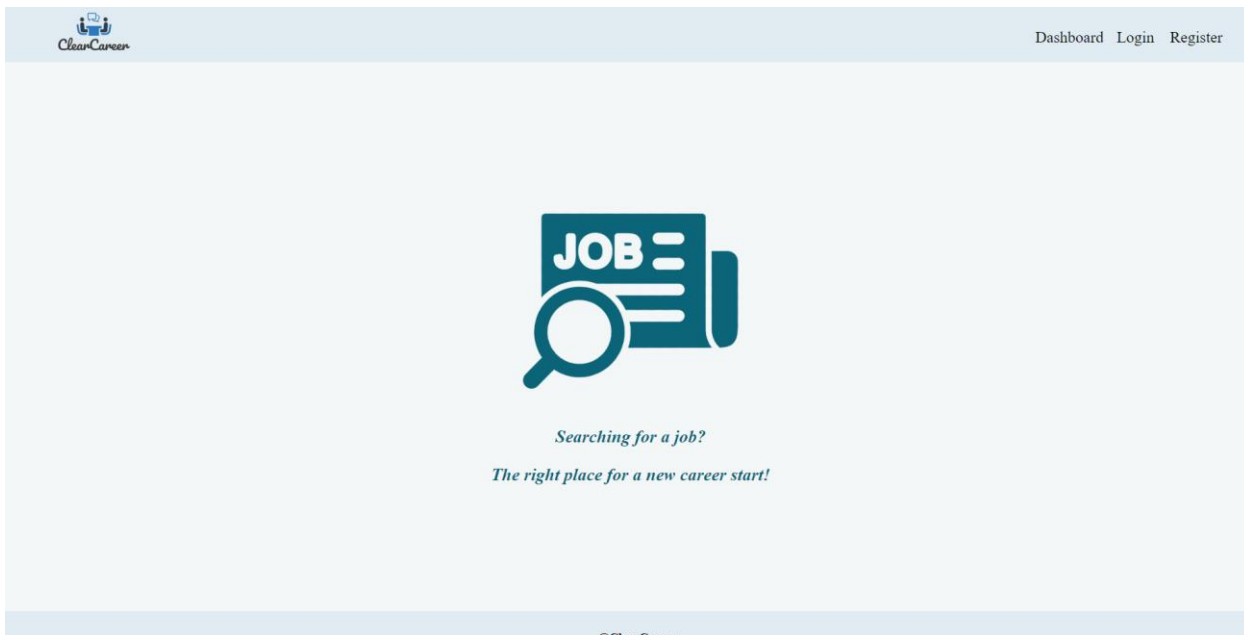 ClearCareer
Dashboard Login Register
JOB
Searching for a job?
The right place for a new career start!